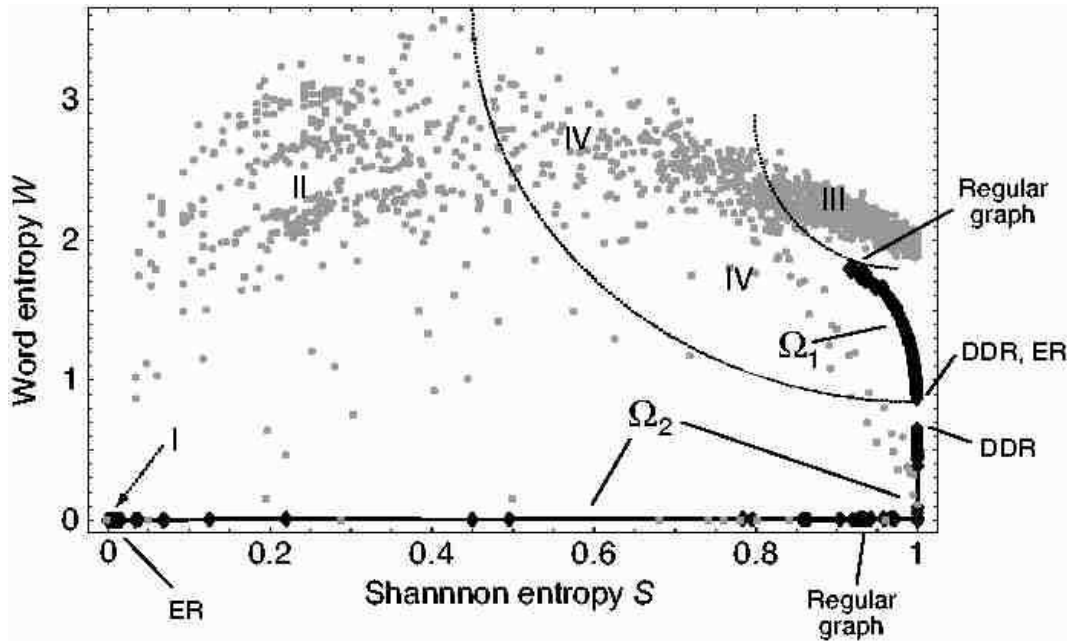 3
2
1
0
Word entropy W
II
IV
III
IV
Regular
graph
Ω1
DDR, ER
Ω2
DDR
I
0
0.2
0.4
0.6
0.8
1
ER
Shannnon entropy S
Regular
graph